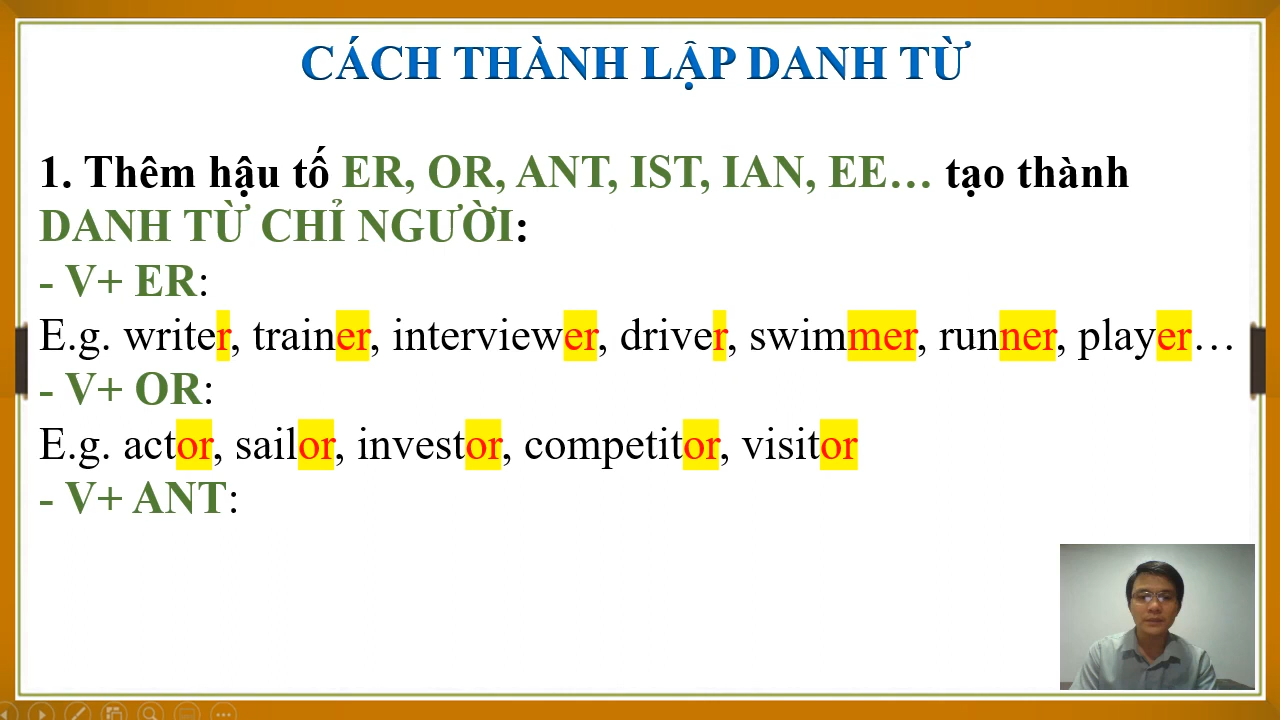 CÁCH THÀNH LẬP DANH TỪ
1. Thêm hậu tố ER, OR, ANT, IST, IAN, EE… tạo thành
DANH TỪ CHỈ NGƯỜI:
- V+ ER:
E.g. writer, trainer, interviewer, driver, swimmer, runner, player…
- V+ OR:
E.g. actor, sailor, investor, competitor, visitor
- V+ ANT: